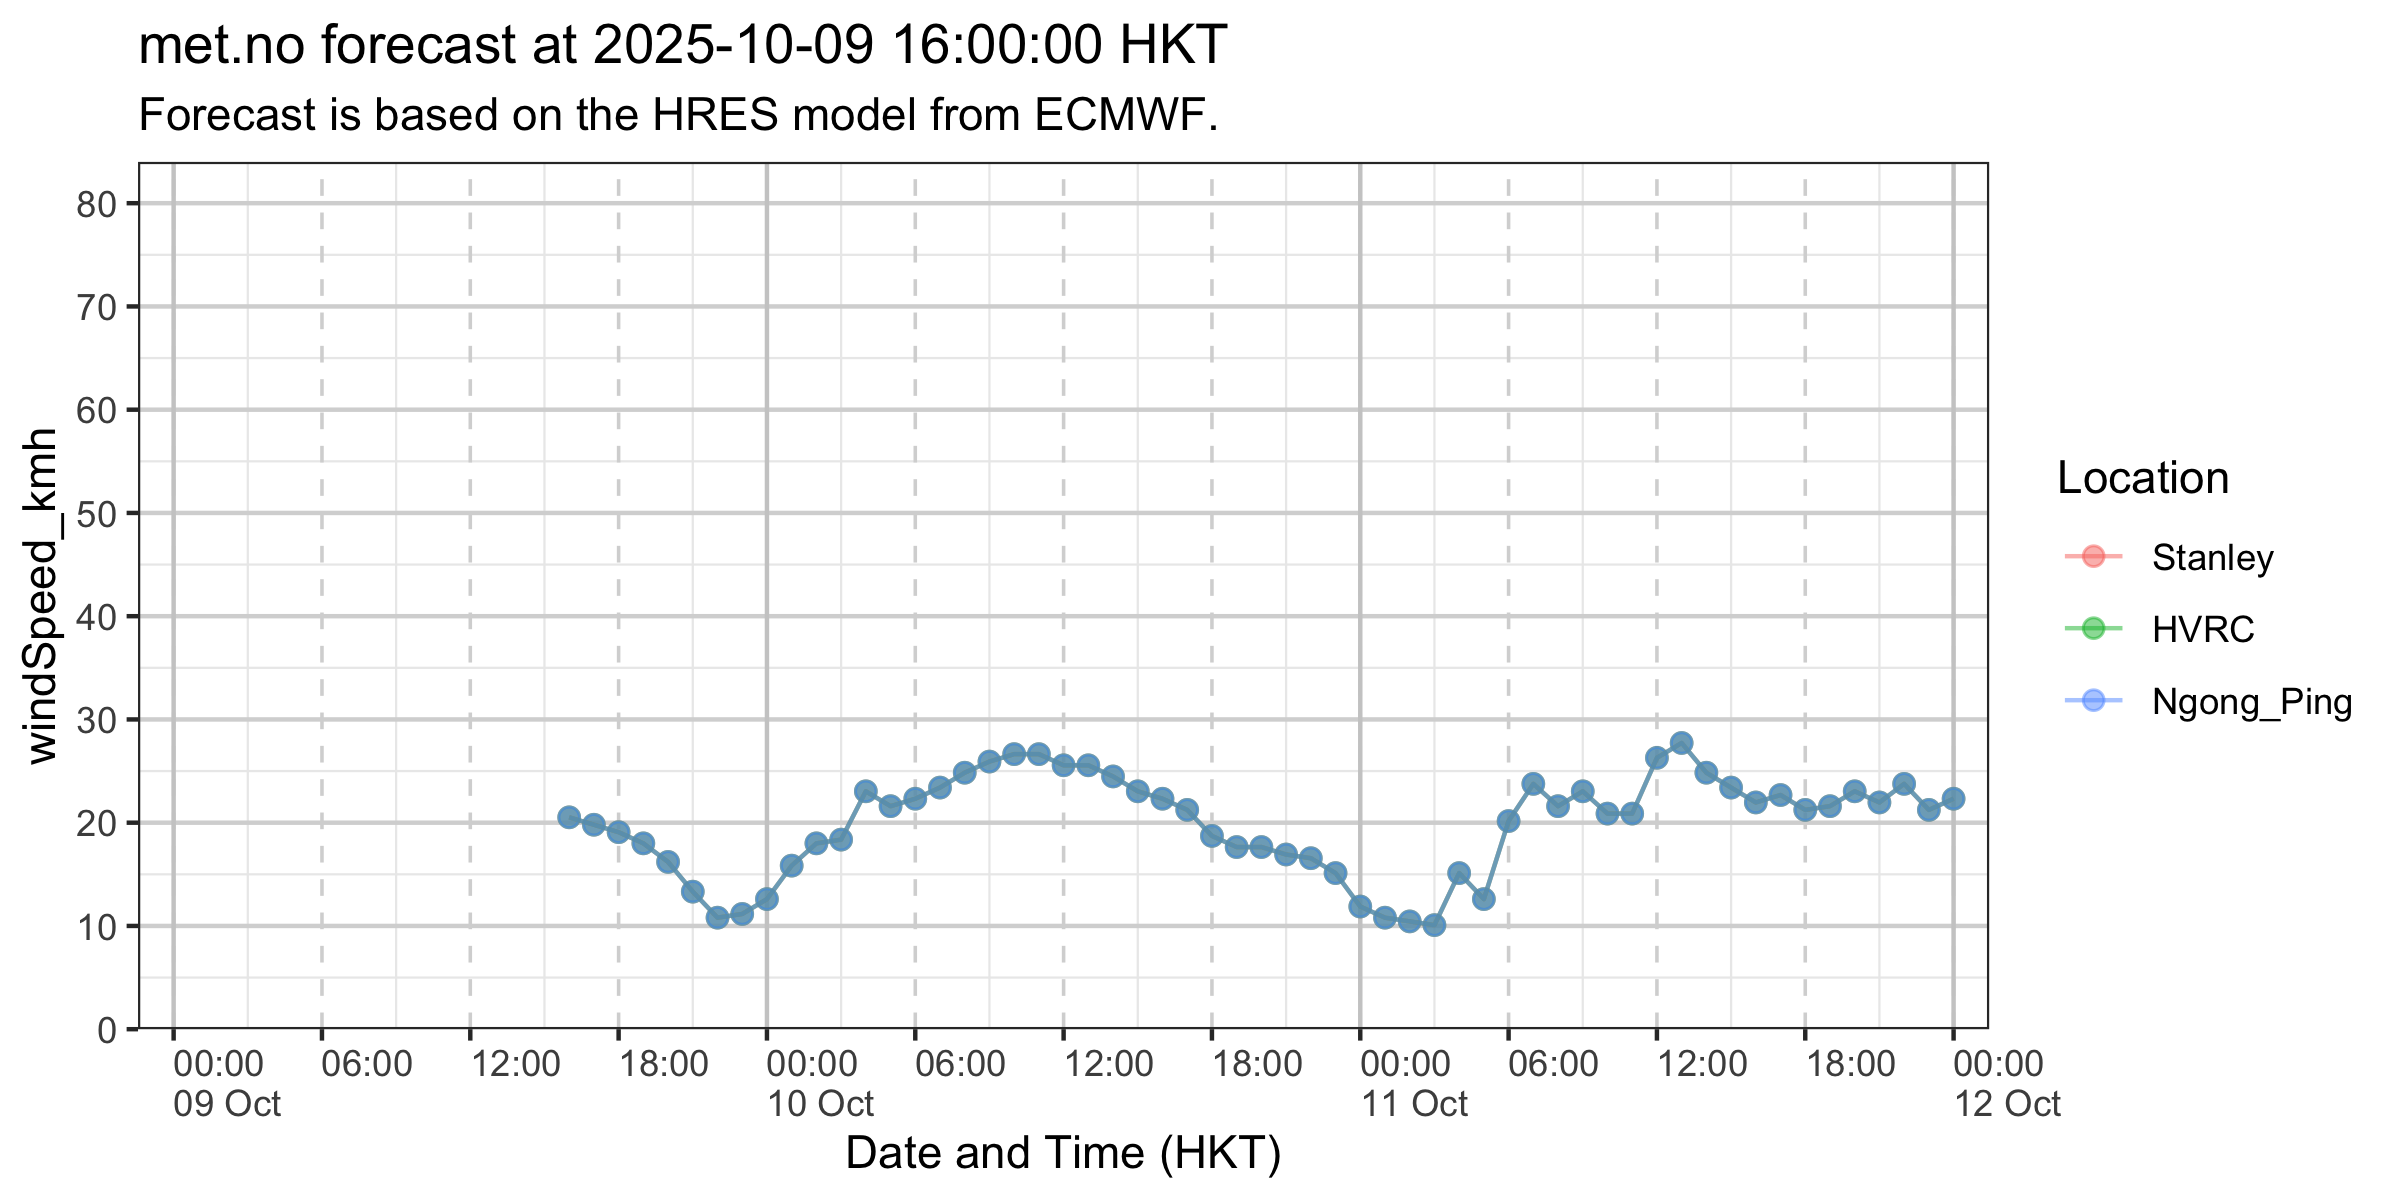 met.no forecast at 2025-10-09 16:00:00 HKT
Forecast is based on the HRES model from ECMWF.
windSpeed_kmh
80
70
60
50
40
30
20
10
0
00:00 06:00 12:00 18:00 00:00 06:00 12:00 18:00 00:00 06:00 12:00 18:00 00:00
09 Oct 10 Oct 11 Oct 12 Oct
Date and Time (HKT)
Location
Stanley
HVRC
Ngong_Ping